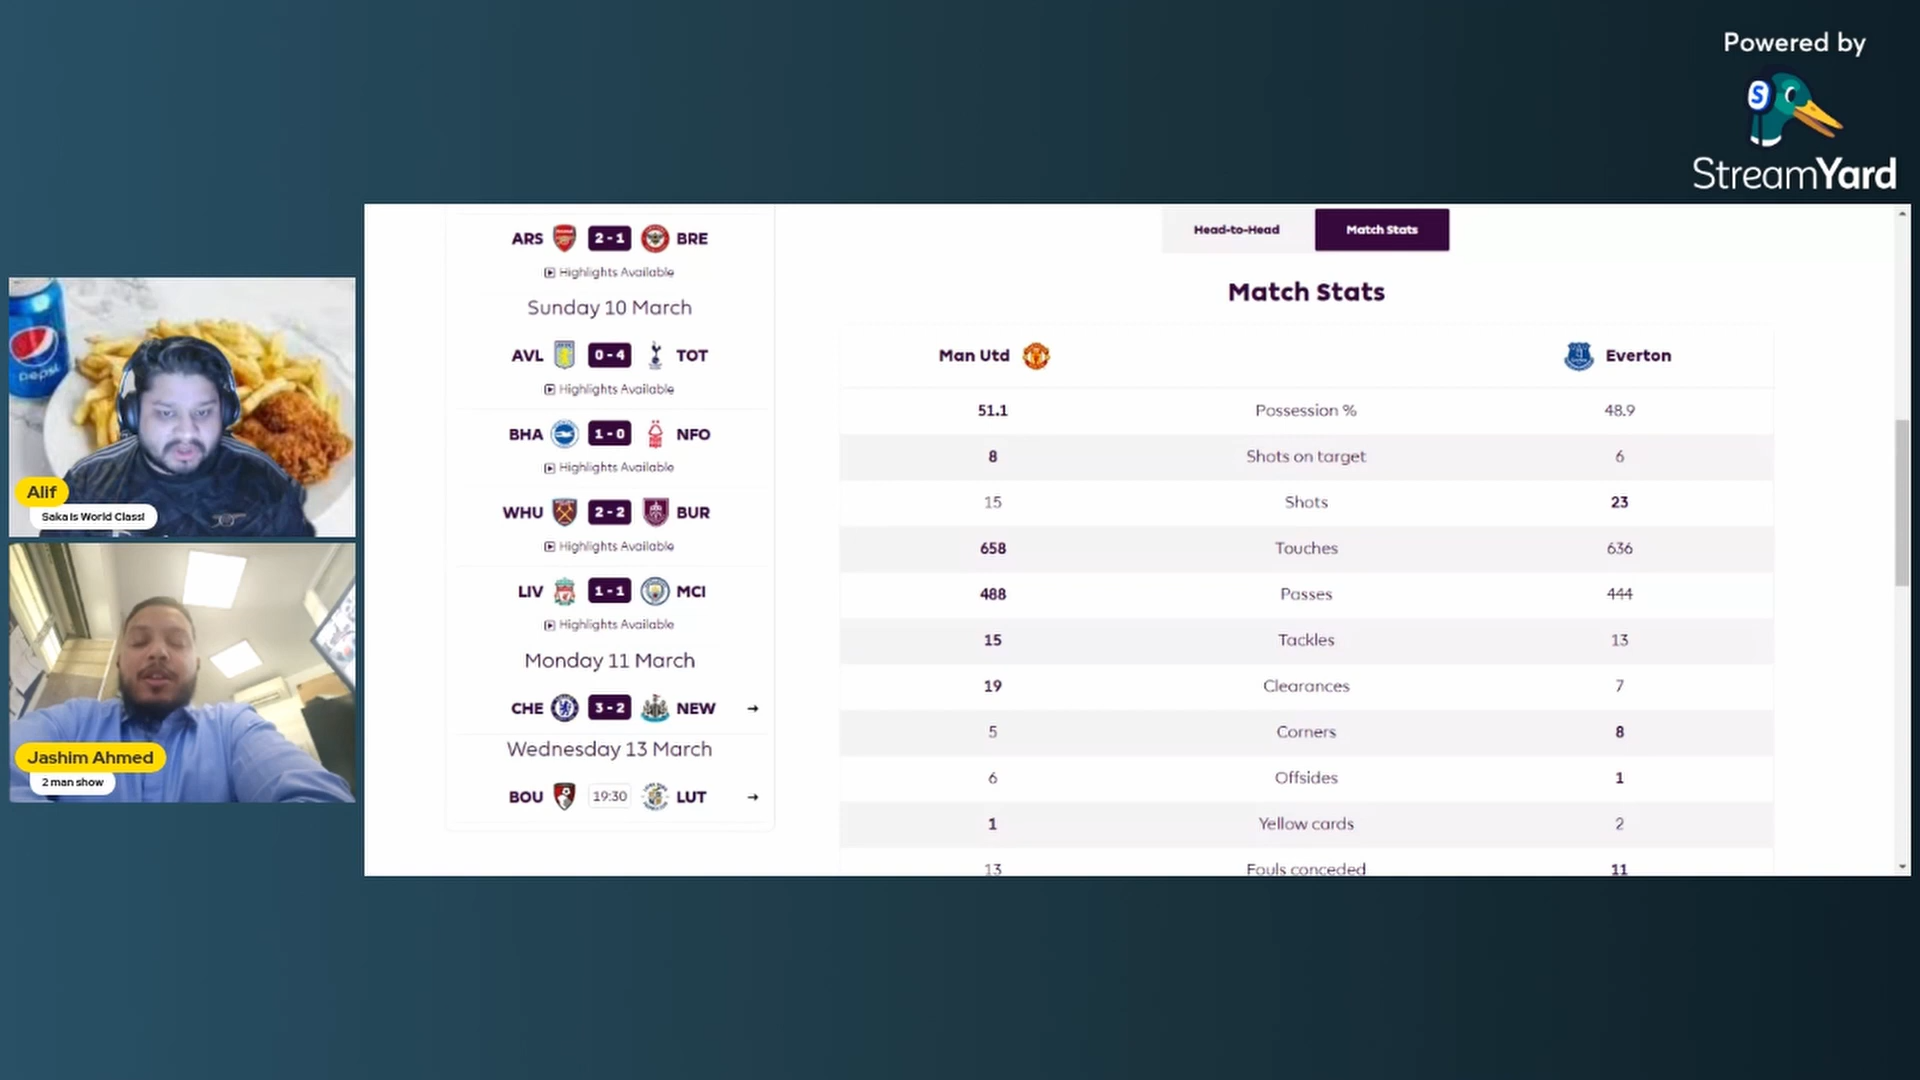 Powered by
StreamYard
ARS 2 - 1 BRE
Highlights Available
Sunday 10 March
AVL 0 - 4 TOT
Highlights Available
BHA 1 - 0 NFO
Highlights Available
WHU 2 - 2 BUR
Highlights Available
LIV 1 - 1 MCI
Highlights Available
Monday 11 March
CHE 3 - 2 NEW →
Wednesday 13 March
BOU 19:30 LUT →
Head-to-Head Match Stats
Match Stats
Man Utd Everton
51.1 Possession % 48.9
8 Shots on target 6
15 Shots 23
658 Touches 636
488 Passes 444
15 Tackles 13
19 Clearances 7
5 Corners 8
6 Offsides 1
1 Yellow cards 2
13 Fouls conceded 11
pepsi
Alif
Saka is World Class!
Jashim Ahmed
2 man show